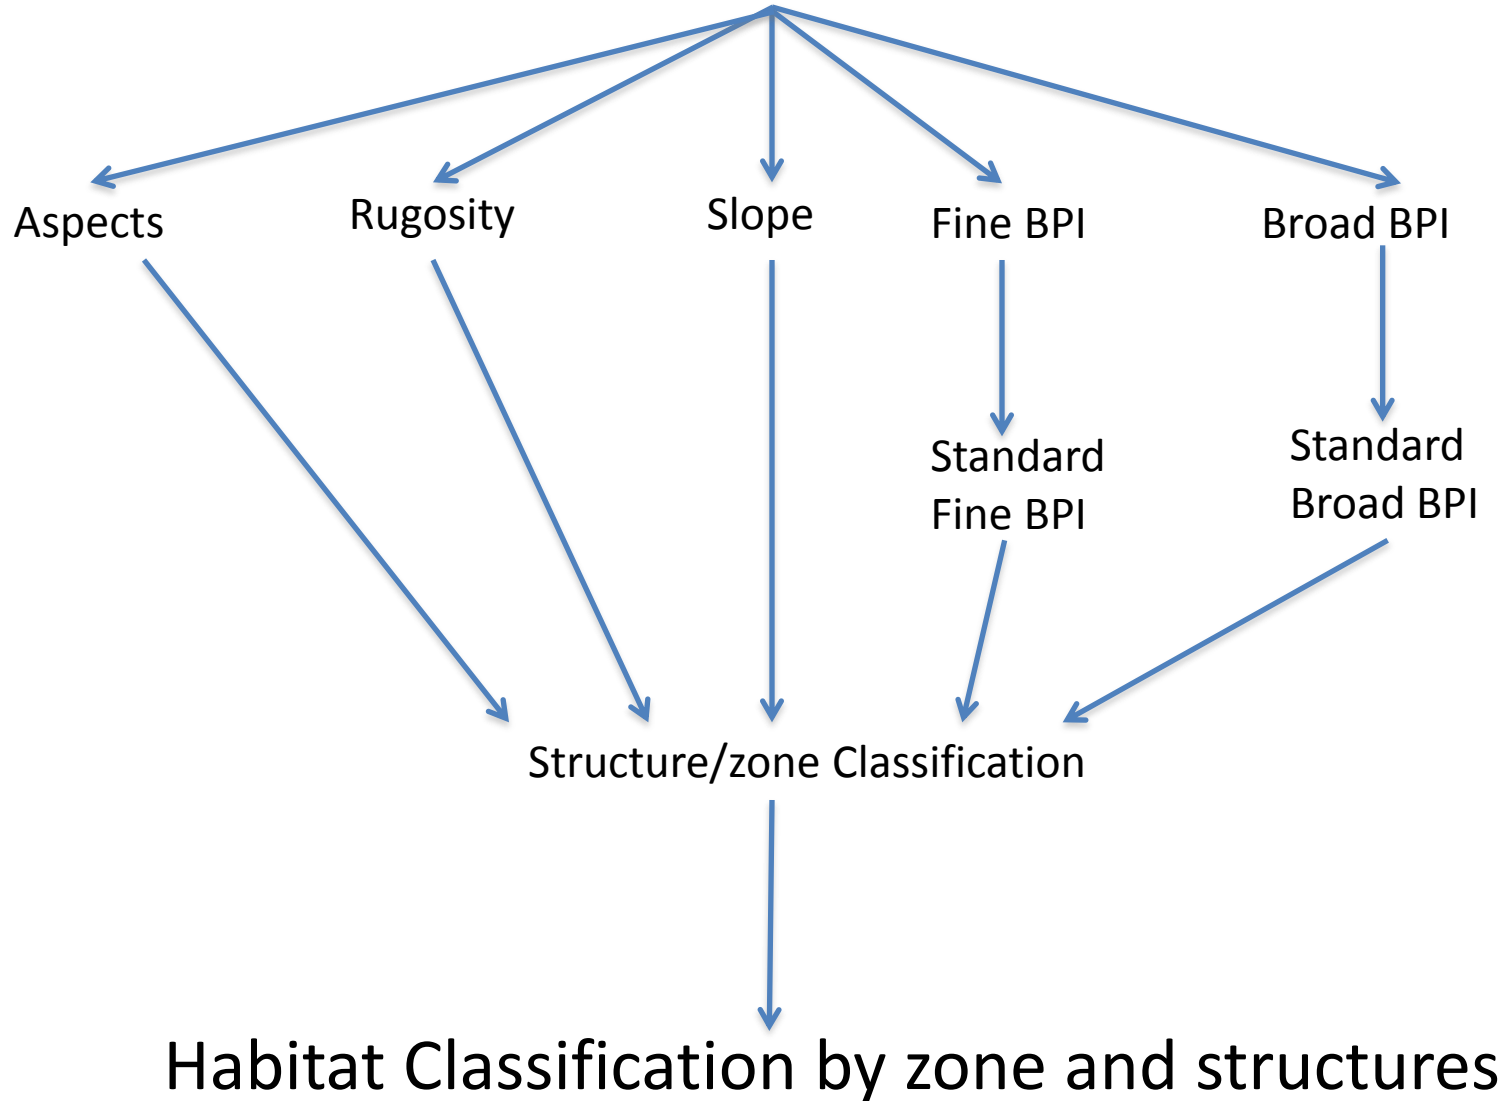 Aspects
Rugosity
Slope
Fine BPI
Broad BPI
Standard
Fine BPI
Standard
Broad BPI
Structure/zone Classification
Habitat Classification by zone and structures